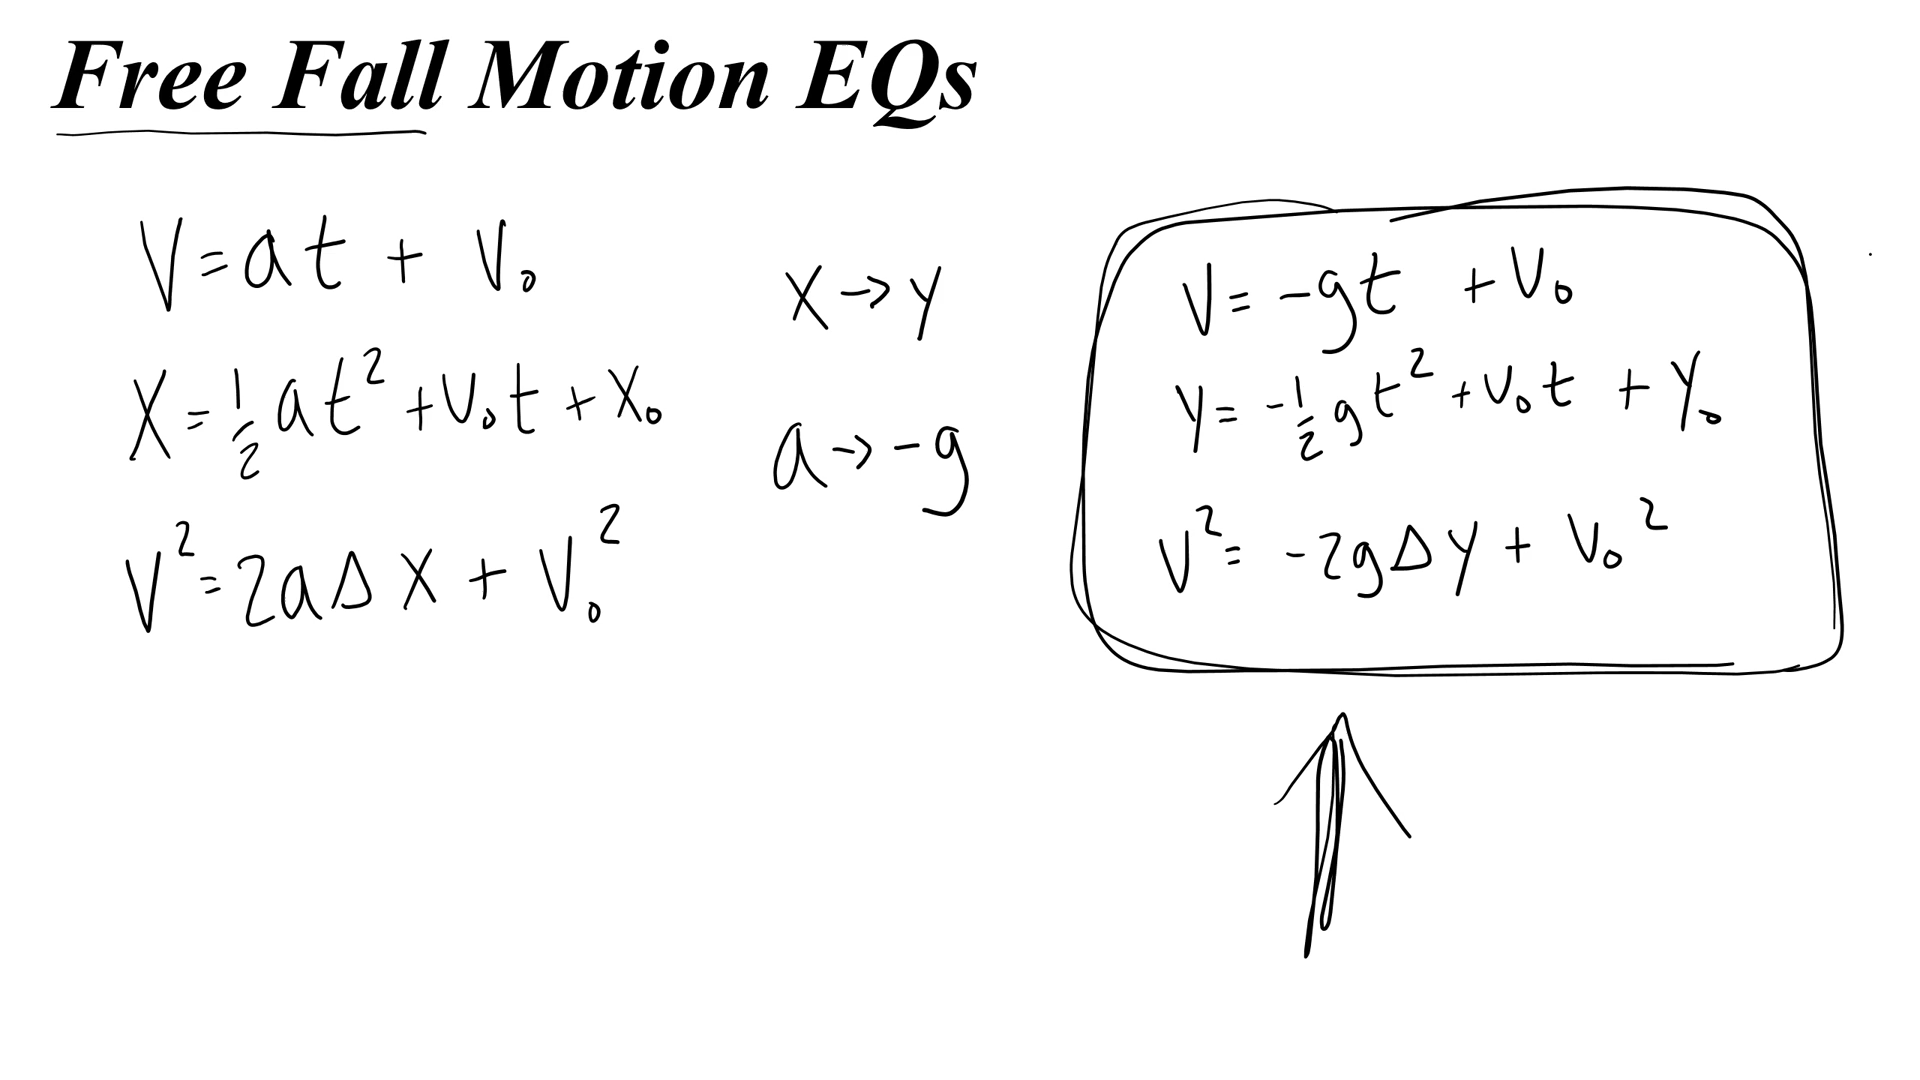 Free Fall Motion EQs
V = at + V₀
X = ½at² + V₀t + X₀
V² = 2aΔX + V₀²
X → y
a → -g
V = -gt + V₀
y = -½gt² + V₀t + y₀
V² = -2gΔy + V₀²